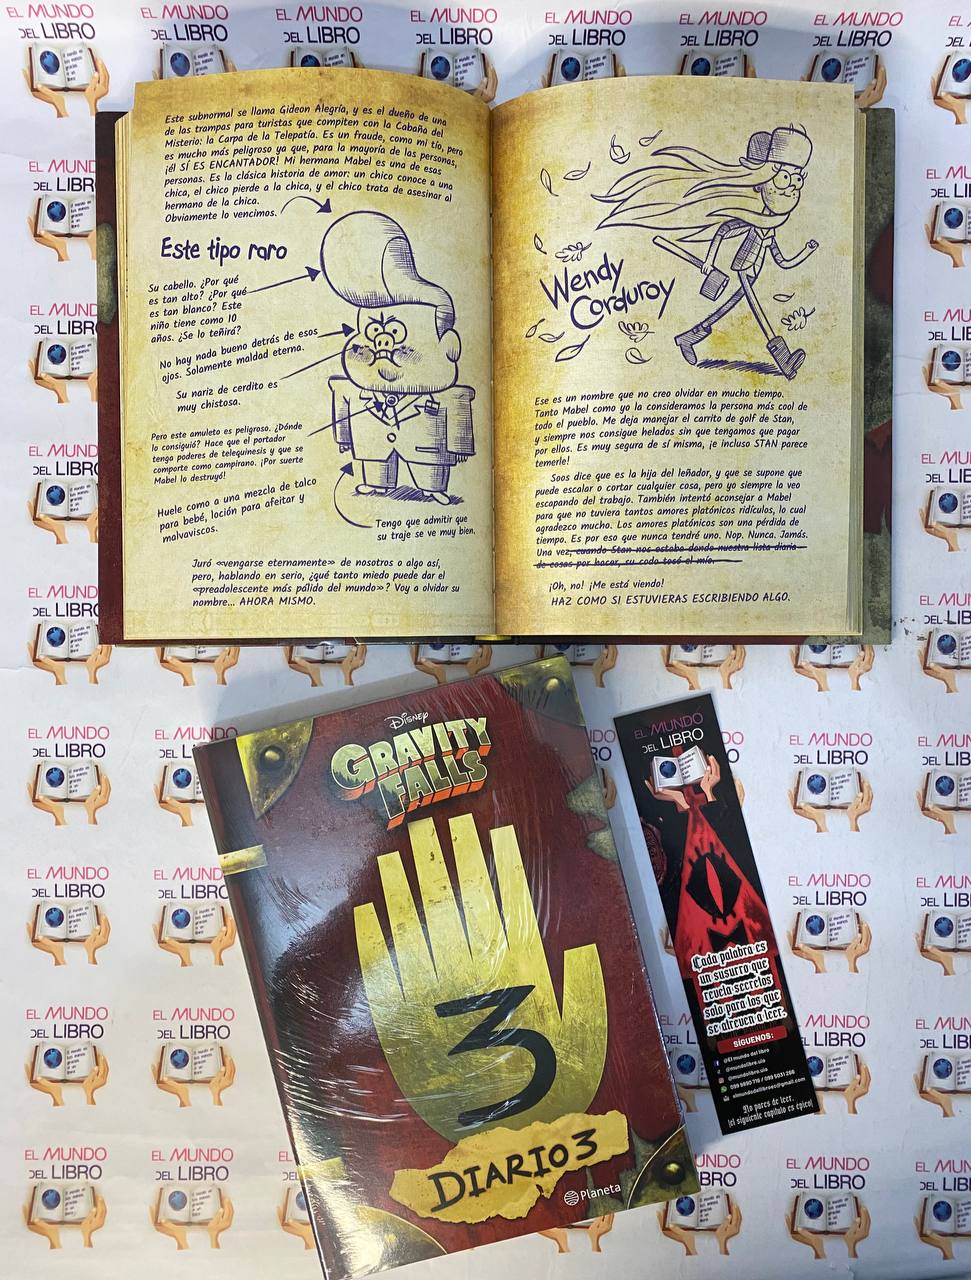 EL MUNDO
DEL LIBRO
Este subnormal se llama Gideon Alegría, y es el dueño de una
de las trampas para turistas que compiten con la Cabaña del
Misterio: la Carpa de la Telepatía. Es un fraude, como mi tío, pero
es mucho más peligroso ya que, para la mayoría de las personas,
¡él SÍ ES ENCANTADOR! Mi hermana Mabel es una de esas
personas. Es la clásica historia de amor: un chico conoce a una
chica, el chico pierde a la chica, y el chico trata de asesinar al
hermano de la chica.
Obviamente lo vencimos.
Este tipo raro
Su cabello. ¿Por qué
es tan alto? ¿Por qué
es tan blanco? Este
niño tiene como 10
años. ¿Se lo teñirá?
No hay nada bueno detrás de esos
ojos. Solamente maldad eterna.
Su nariz de cerdito es
muy chistosa.
Pero este amuleto es peligroso. ¿Dónde
lo consiguió? Hace que el portador
tenga poderes de telequinesis y que se
comporte como campirano. ¡Por suerte
Mabel lo destruyó!
Huele como a una mezcla de talco
para bebé, loción para afeitar y
malvaviscos.
Tengo que admitir que
su traje se ve muy bien.
Juró «vengarse eternamente» de nosotros o algo así,
pero, hablando en serio, ¿qué tanto miedo puede dar el
«preadolescente más pálido del mundo»? Voy a olvidar su
nombre... AHORA MISMO.
Wendy
Corduroy
Ese es un nombre que no creo olvidar en mucho tiempo.
Tanto Mabel como yo la consideramos la persona más cool de
todo el pueblo. Me deja manejar el carrito de golf de Stan,
y siempre nos consigue helados sin que tengamos que pagar
por ellos. Es muy segura de sí misma, ¡e incluso STAN parece
temerle!
Soos dice que es la hija del leñador, y que se supone que
puede escalar o cortar cualquier cosa, pero yo siempre la veo
escapando del trabajo. También intentó aconsejar a Mabel
para que no tuviera tantos amores platónicos ridículos, lo cual
agradezco mucho. Los amores platónicos son una pérdida de
tiempo. Es por eso que nunca tendré uno. Nop. Nunca. Jamás.
Una vez, cuando Stan nos estaba dando nuestra lista diaria
de cosas por hacer, su codo tocó el mío.
¡Oh, no! ¡Me está viendo!
HAZ COMO SI ESTUVIERAS ESCRIBIENDO ALGO.
Disney
GRAVITY
FALLS
3
DIARIO 3
Planeta
EL MUNDO
DEL LIBRO
Cada palabra es
un susurro que
revela secretos
solo para los que
se atreven a leer.
SÍGUENOS:
@El mundo del libro
@mundolibro.uio
@mundolibro.uio
elmundodellibroec@gmail.com
No pares de leer,
¡el siguiente capítulo es épico!